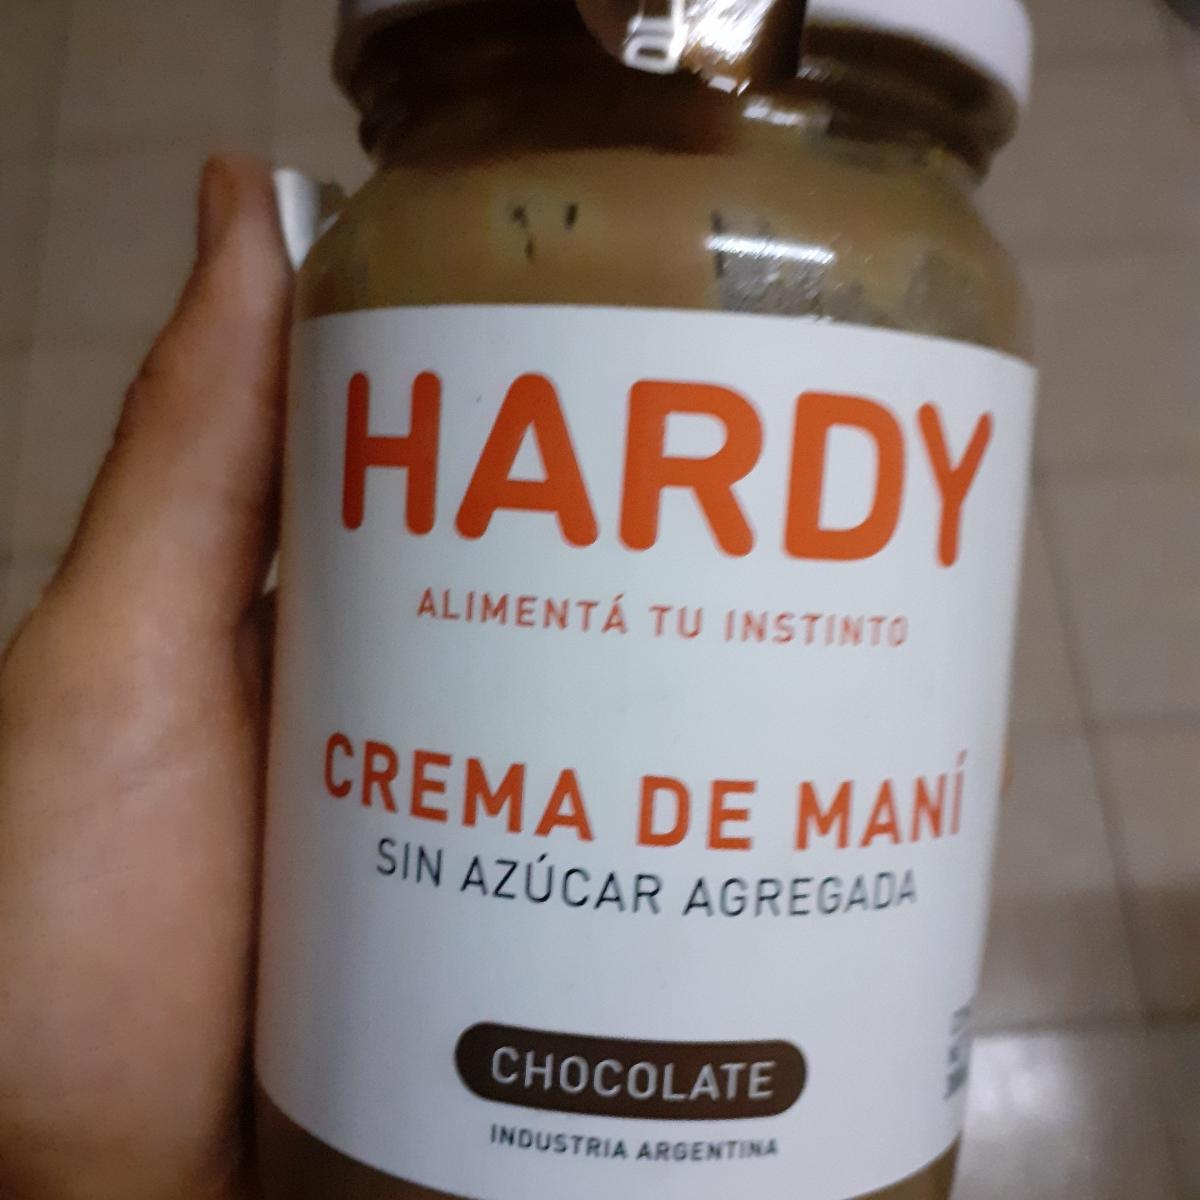 HARDY
ALIMENTÁ TU INSTINTO
CREMA DE MANÍ
SIN AZÚCAR AGREGADA
CHOCOLATE
INDUSTRIA ARGENTINA